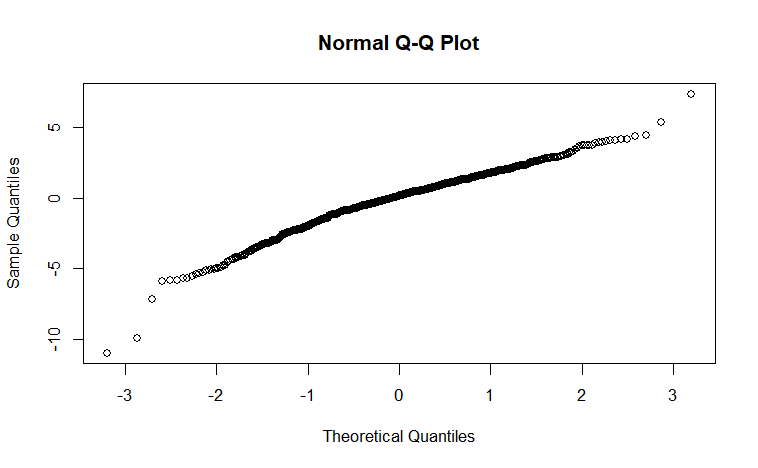 Normal Q-Q Plot
Sample Quantiles
5
0
-5
-10
-3 -2 -1 0 1 2 3
Theoretical Quantiles